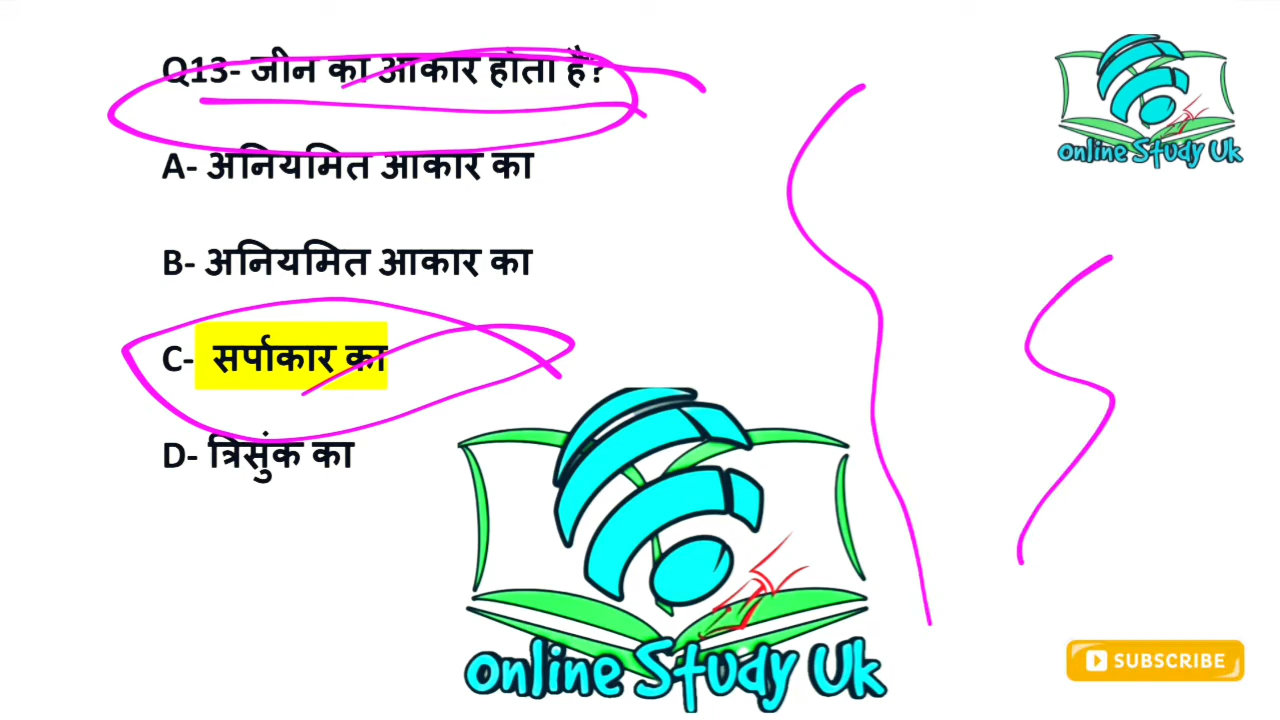 Q13- जीन का आकार होता है?
A- अनियमित आकार का
B- अनियमित आकार का
C- सर्पाकार का
D- त्रिसुंक का
Online Study Uk
Online Study Uk
SUBSCRIBE